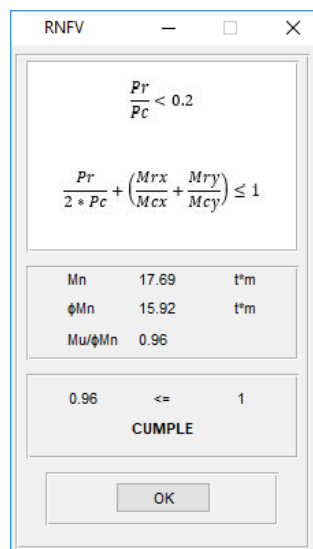 RNFV
Pr/Pc < 0.2
Pr/(2 * Pc) + (Mrx/Mcx + Mry/Mcy) ≤ 1
Mn 17.69 t*m
ϕMn 15.92 t*m
Mu/ϕMn 0.96
0.96 <= 1
CUMPLE
OK